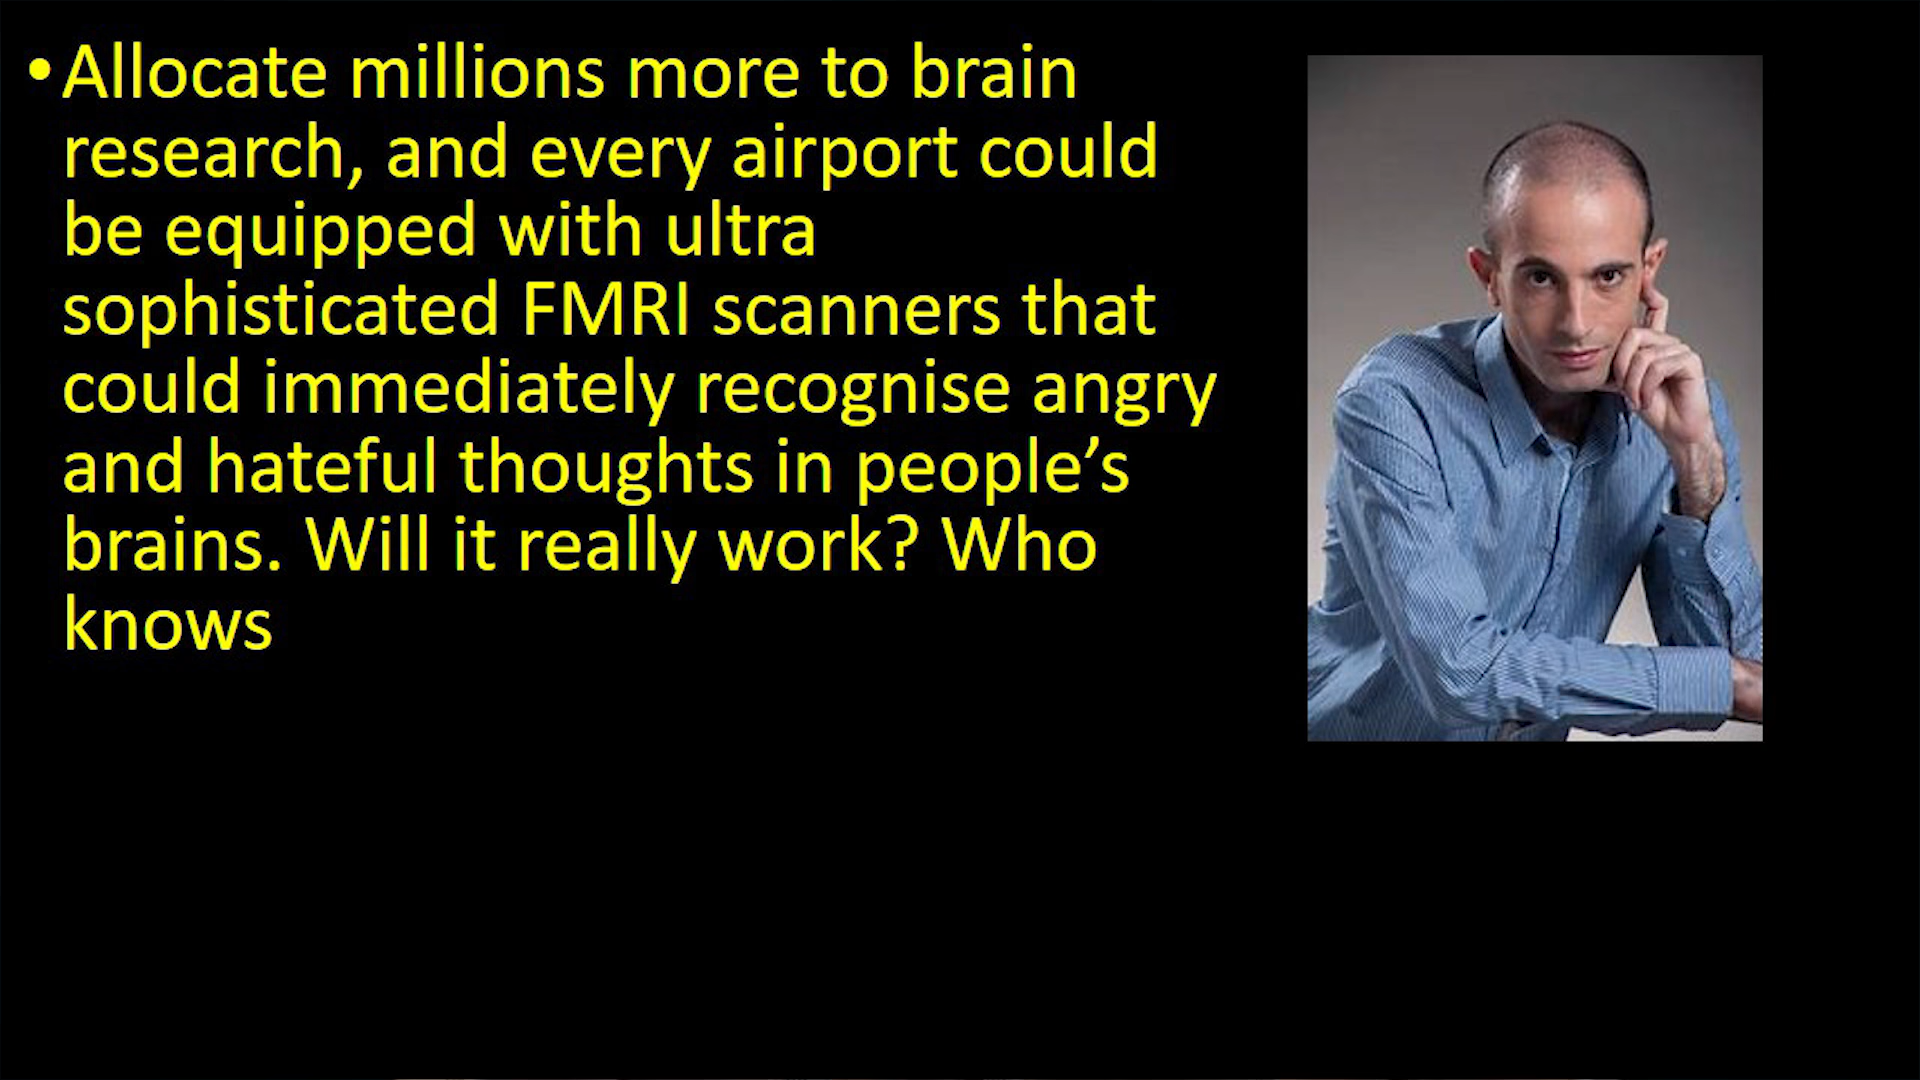 •Allocate millions more to brain
research, and every airport could
be equipped with ultra
sophisticated FMRI scanners that
could immediately recognise angry
and hateful thoughts in people’s
brains. Will it really work? Who
knows